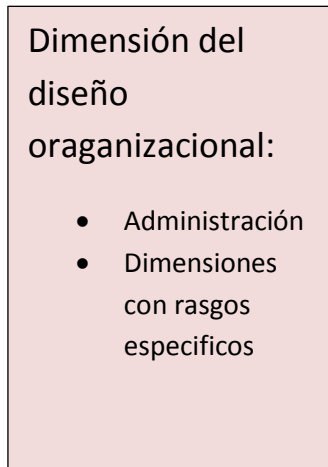 Dimensión del
diseño
oraganizacional:
• Administración
• Dimensiones
con rasgos
especificos